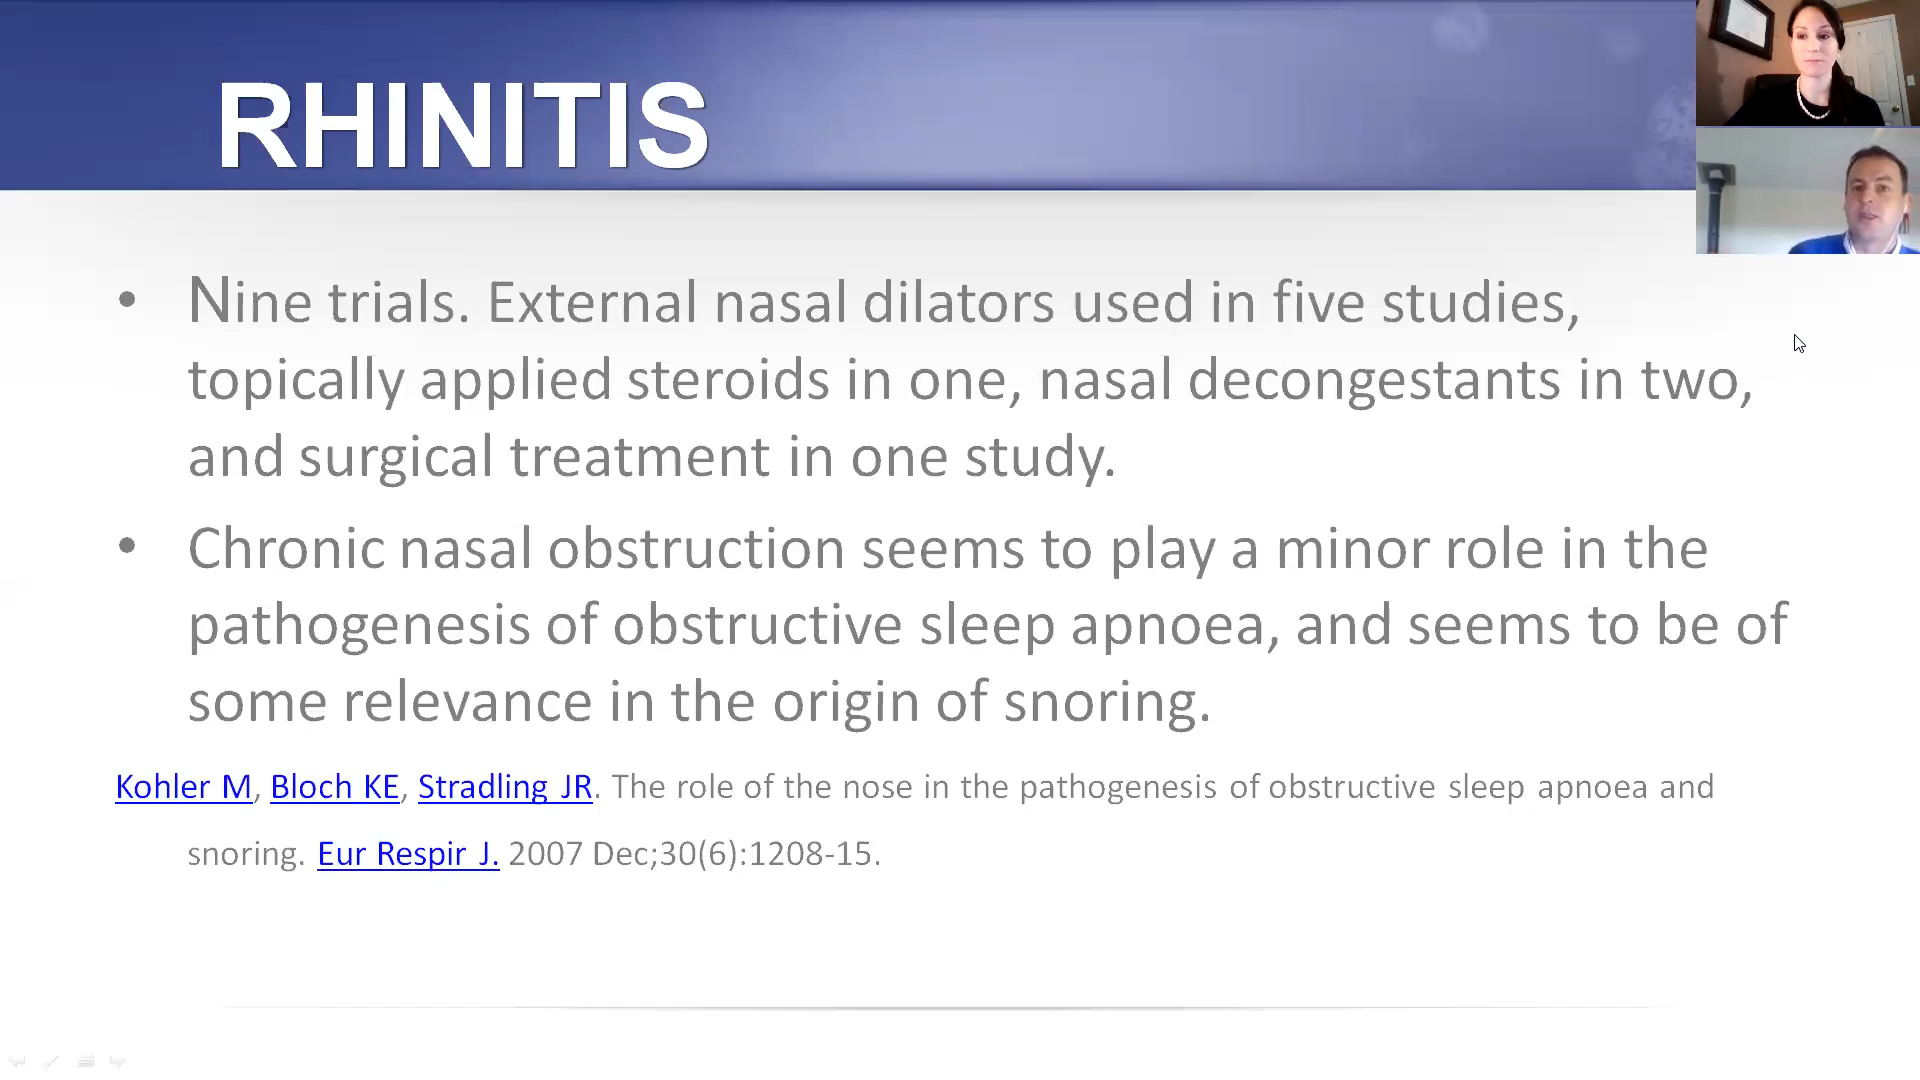 RHINITIS
• Nine trials. External nasal dilators used in five studies,
topically applied steroids in one, nasal decongestants in two,
and surgical treatment in one study.
• Chronic nasal obstruction seems to play a minor role in the
pathogenesis of obstructive sleep apnoea, and seems to be of
some relevance in the origin of snoring.
Kohler M, Bloch KE, Stradling JR. The role of the nose in the pathogenesis of obstructive sleep apnoea and
snoring. Eur Respir J. 2007 Dec;30(6):1208-15.